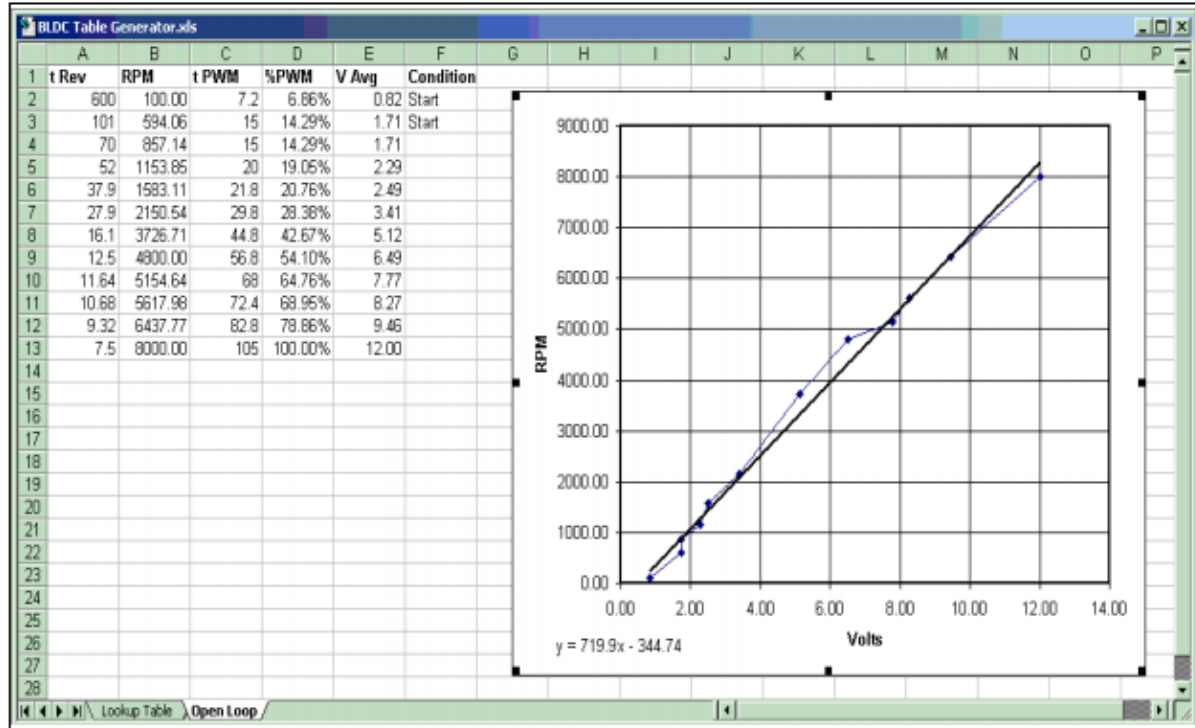 BLDC Table Generator.xls
A B C D E F G H I J K L M N O P
1 t Rev RPM t PWM %PWM V Avg Condition
2 600 100.00 7.2 6.86% 0.82 Start
3 101 594.06 15 14.29% 1.71 Start
4 70 857.14 15 14.29% 1.71
5 52 1153.85 20 19.05% 2.29
6 37.9 1583.11 21.8 20.76% 2.49
7 27.9 2150.54 29.8 28.38% 3.41
8 16.1 3726.71 44.8 42.67% 5.12
9 12.5 4800.00 56.8 54.10% 6.49
10 11.64 5154.64 68 64.76% 7.77
11 10.68 5617.98 72.4 68.95% 8.27
12 9.32 6437.77 82.8 78.86% 9.46
13 7.5 8000.00 105 100.00% 12.00
14
15
16
17
18
19
20
21
22
23
24
25
26
27
28
9000.00
8000.00
7000.00
6000.00
5000.00
4000.00
3000.00
2000.00
1000.00
0.00
RPM
0.00 2.00 4.00 6.00 8.00 10.00 12.00 14.00
Volts
y = 719.9x - 344.74
Lookup Table Open Loop